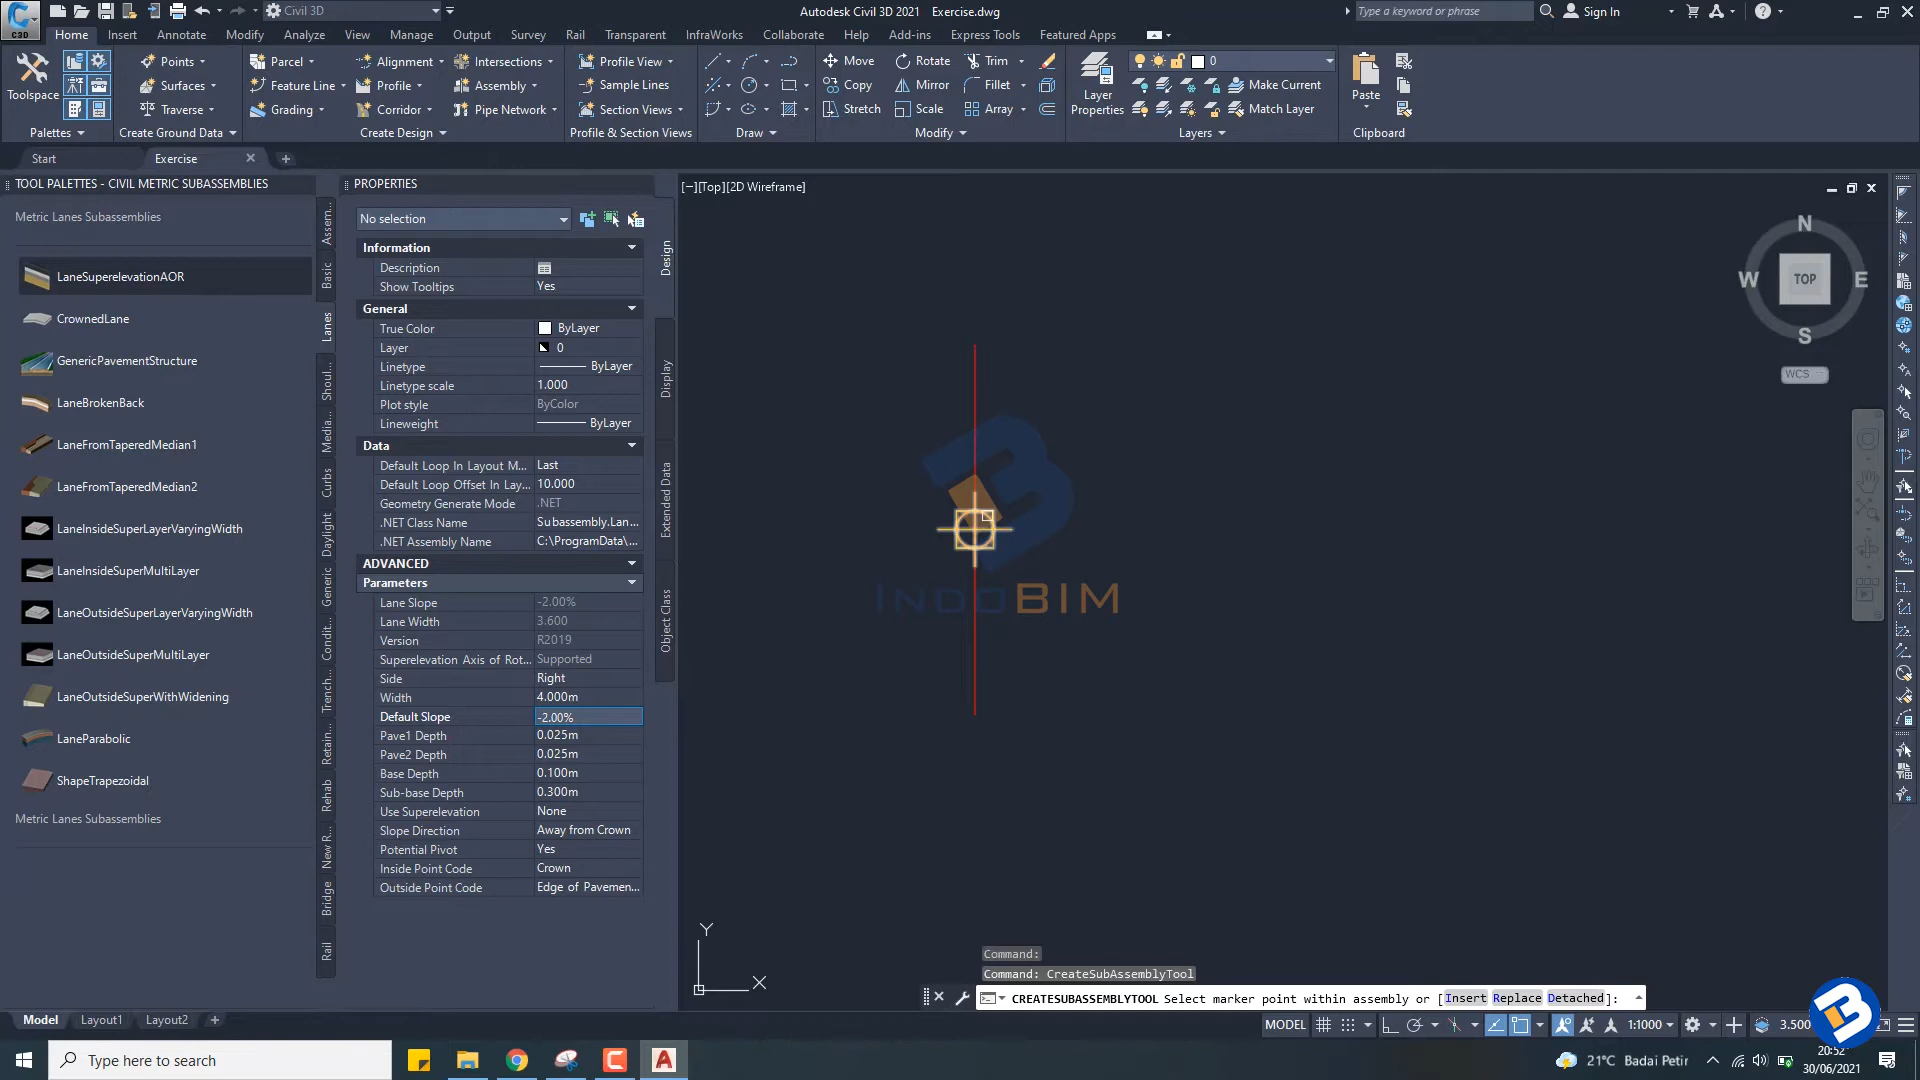 Civil 3D
Autodesk Civil 3D 2021 Exercise.dwg
Type a keyword or phrase
Sign In
C3D
Home Insert Annotate Modify Analyze View Manage Output Survey Rail Transparent InfraWorks Collaborate Help Add-ins Express Tools Featured Apps
Toolspace
Points
Surfaces
Traverse
Parcel
Feature Line
Grading
Alignment
Profile
Corridor
Intersections
Assembly
Pipe Network
Profile View
Sample Lines
Section Views
Move
Copy
Stretch
Rotate
Mirror
Scale
Trim
Fillet
Array
Layer
Properties
0
Make Current
Match Layer
Paste
Palettes Create Ground Data Create Design Profile & Section Views Draw Modify Layers Clipboard
Start Exercise
TOOL PALETTES - CIVIL METRIC SUBASSEMBLIES
Metric Lanes Subassemblies
LaneSuperelevationAOR
CrownedLane
GenericPavementStructure
LaneBrokenBack
LaneFromTaperedMedian1
LaneFromTaperedMedian2
LaneInsideSuperLayerVaryingWidth
LaneInsideSuperMultiLayer
LaneOutsideSuperLayerVaryingWidth
LaneOutsideSuperMultiLayer
LaneOutsideSuperWithWidening
LaneParabolic
ShapeTrapezoidal
Metric Lanes Subassemblies
Assem...
Basic
Lanes
Shoul...
Media...
Curbs
Daylight
Generic
Condit...
Trench...
Retain...
Rehab
New R...
Bridge
Rail
PROPERTIES
No selection
Information
Description
Show Tooltips Yes
General
True Color ByLayer
Layer 0
Linetype ByLayer
Linetype scale 1.000
Plot style ByColor
Lineweight ByLayer
Data
Default Loop In Layout M... Last
Default Loop Offset In Lay... 10.000
Geometry Generate Mode .NET
.NET Class Name Subassembly.Lan...
.NET Assembly Name C:\ProgramData\...
ADVANCED
Parameters
Lane Slope -2.00%
Lane Width 3.600
Version R2019
Superelevation Axis of Rot... Supported
Side Right
Width 4.000m
Default Slope -2.00%
Pave1 Depth 0.025m
Pave2 Depth 0.025m
Base Depth 0.100m
Sub-base Depth 0.300m
Use Superelevation None
Slope Direction Away from Crown
Potential Pivot Yes
Inside Point Code Crown
Outside Point Code Edge of Pavemen...
Design
Display
Extended Data
Object Class
[−][Top][2D Wireframe]
N
W TOP E
S
WCS
IndoBIM
Y
X
Command:
Command: CreateSubAssemblyTool
CREATESUBASSEMBLYTOOL Select marker point within assembly or [Insert Replace Detached]:
Model Layout1 Layout2
MODEL 1:1000 3.500
Type here to search
21°C Badai Petir
20:52
30/06/2021